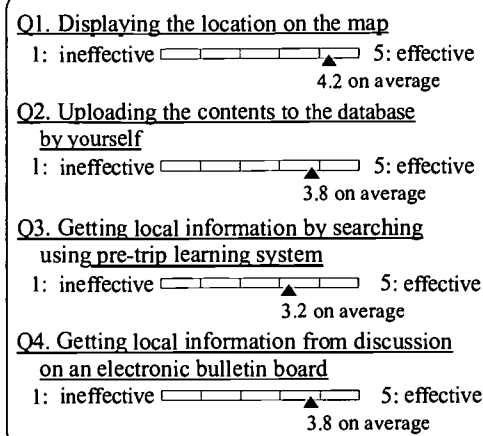 Q1. Displaying the location on the map
1: ineffective 5: effective
4.2 on average
Q2. Uploading the contents to the database
by yourself
1: ineffective 5: effective
3.8 on average
Q3. Getting local information by searching
using pre-trip learning system
1: ineffective 5: effective
3.2 on average
Q4. Getting local information from discussion
on an electronic bulletin board
1: ineffective 5: effective
3.8 on average